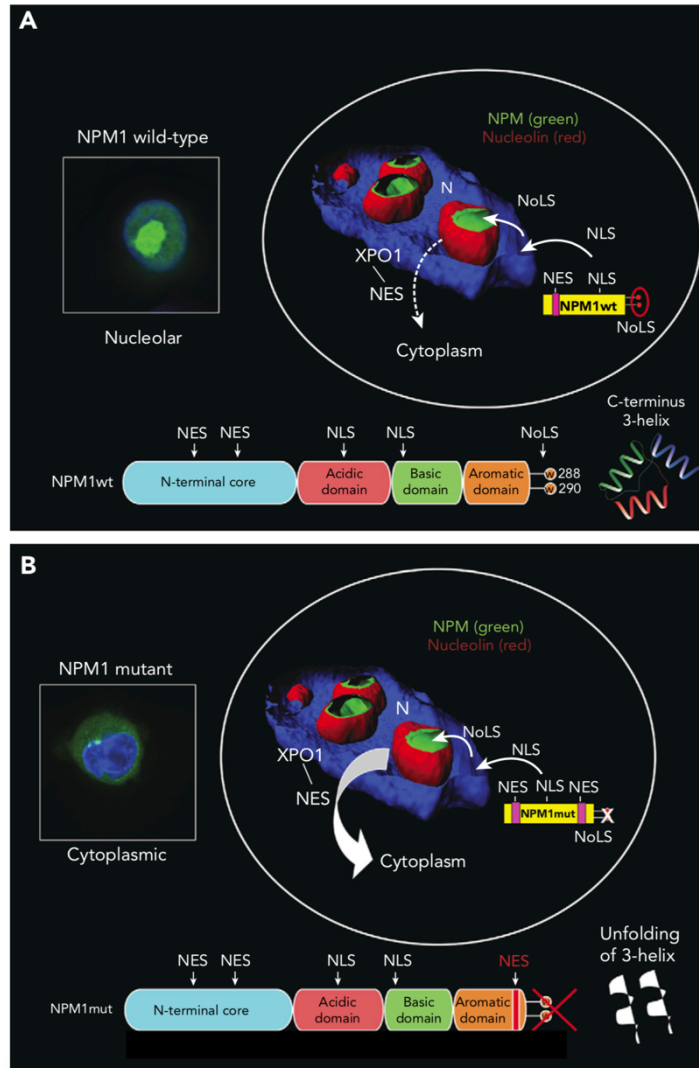 A
NPM1 wild-type
Nucleolar
NPM (green)
Nucleolin (red)
N
NoLS
NLS
XPO1
NES
Cytoplasm
NES
NLS
NPM1wt
NoLS
C-terminus
3-helix
NES
NES
NLS
NLS
NoLS
NPM1wt
N-terminal core
Acidic
domain
Basic
domain
Aromatic
domain
W
288
W
290
B
NPM1 mutant
Cytoplasmic
NPM (green)
Nucleolin (red)
N
NoLS
NLS
XPO1
NES
Cytoplasm
NES
NLS
NES
NPM1mut
NoLS
Unfolding
of 3-helix
NES
NES
NLS
NLS
NES
NPM1mut
N-terminal core
Acidic
domain
Basic
domain
Aromatic
domain
W
W